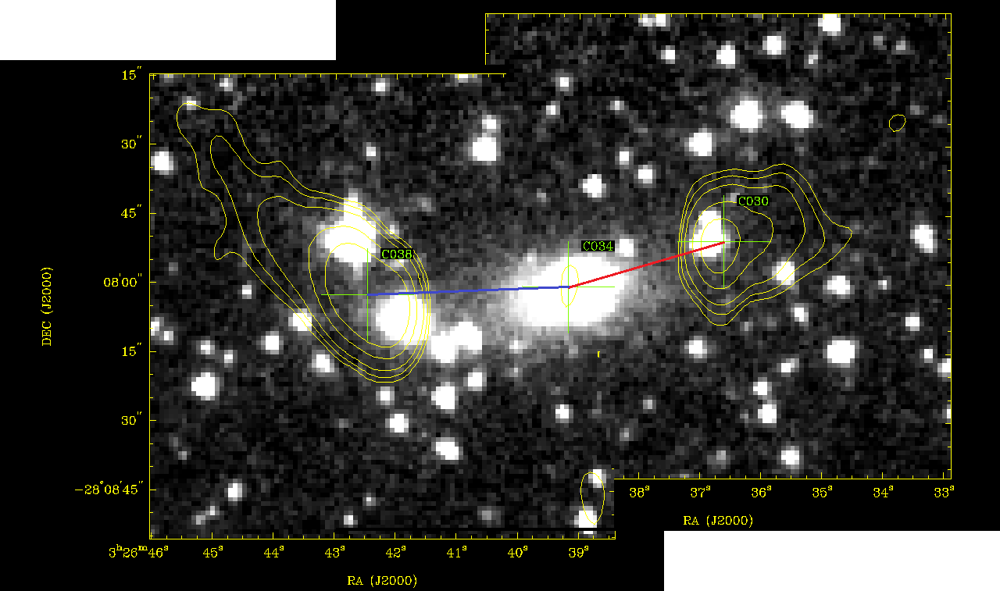 15″
30″
45″
08′00″
15″
30″
−28°08′45″
DEC (J2000)
C038
C034
C030
3ʰ26ᵐ46ˢ 45ˢ 44ˢ 43ˢ 42ˢ 41ˢ 40ˢ 39ˢ
RA (J2000)
38ˢ 37ˢ 36ˢ 35ˢ 34ˢ 33ˢ
RA (J2000)